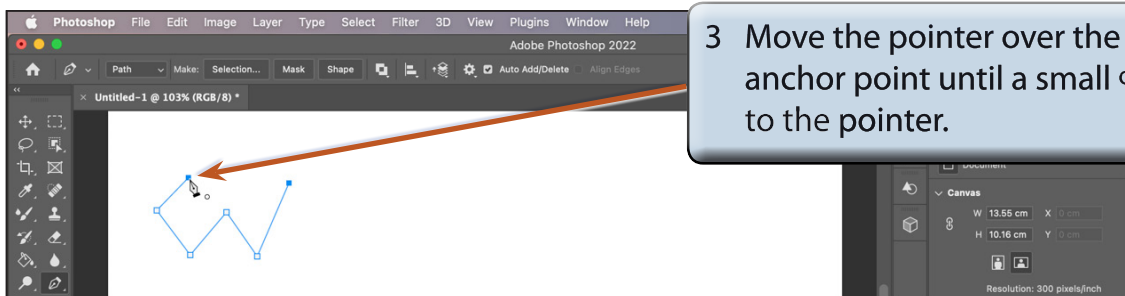 Photoshop File Edit Image Layer Type Select Filter 3D View Plugins Window Help
Adobe Photoshop 2022
Path Make: Selection... Mask Shape Auto Add/Delete Align Edges
× Untitled-1 @ 103% (RGB/8) *
3 Move the pointer over the
anchor point until a small
to the pointer.
Document
Canvas
W 13.55 cm X 0 cm
H 10.16 cm Y 0 cm
Resolution: 300 pixels/inch